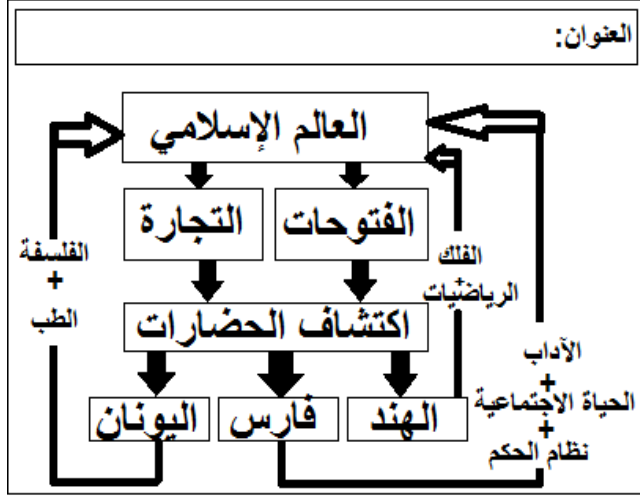 العنوان:
العالم الإسلامي
الفتوحات
التجارة
اكتشاف الحضارات
الهند
فارس
اليونان
الفلك
+
الرياضيات
الآداب
+
الحياة الاجتماعية
+
نظام الحكم
الفلسفة
+
الطب